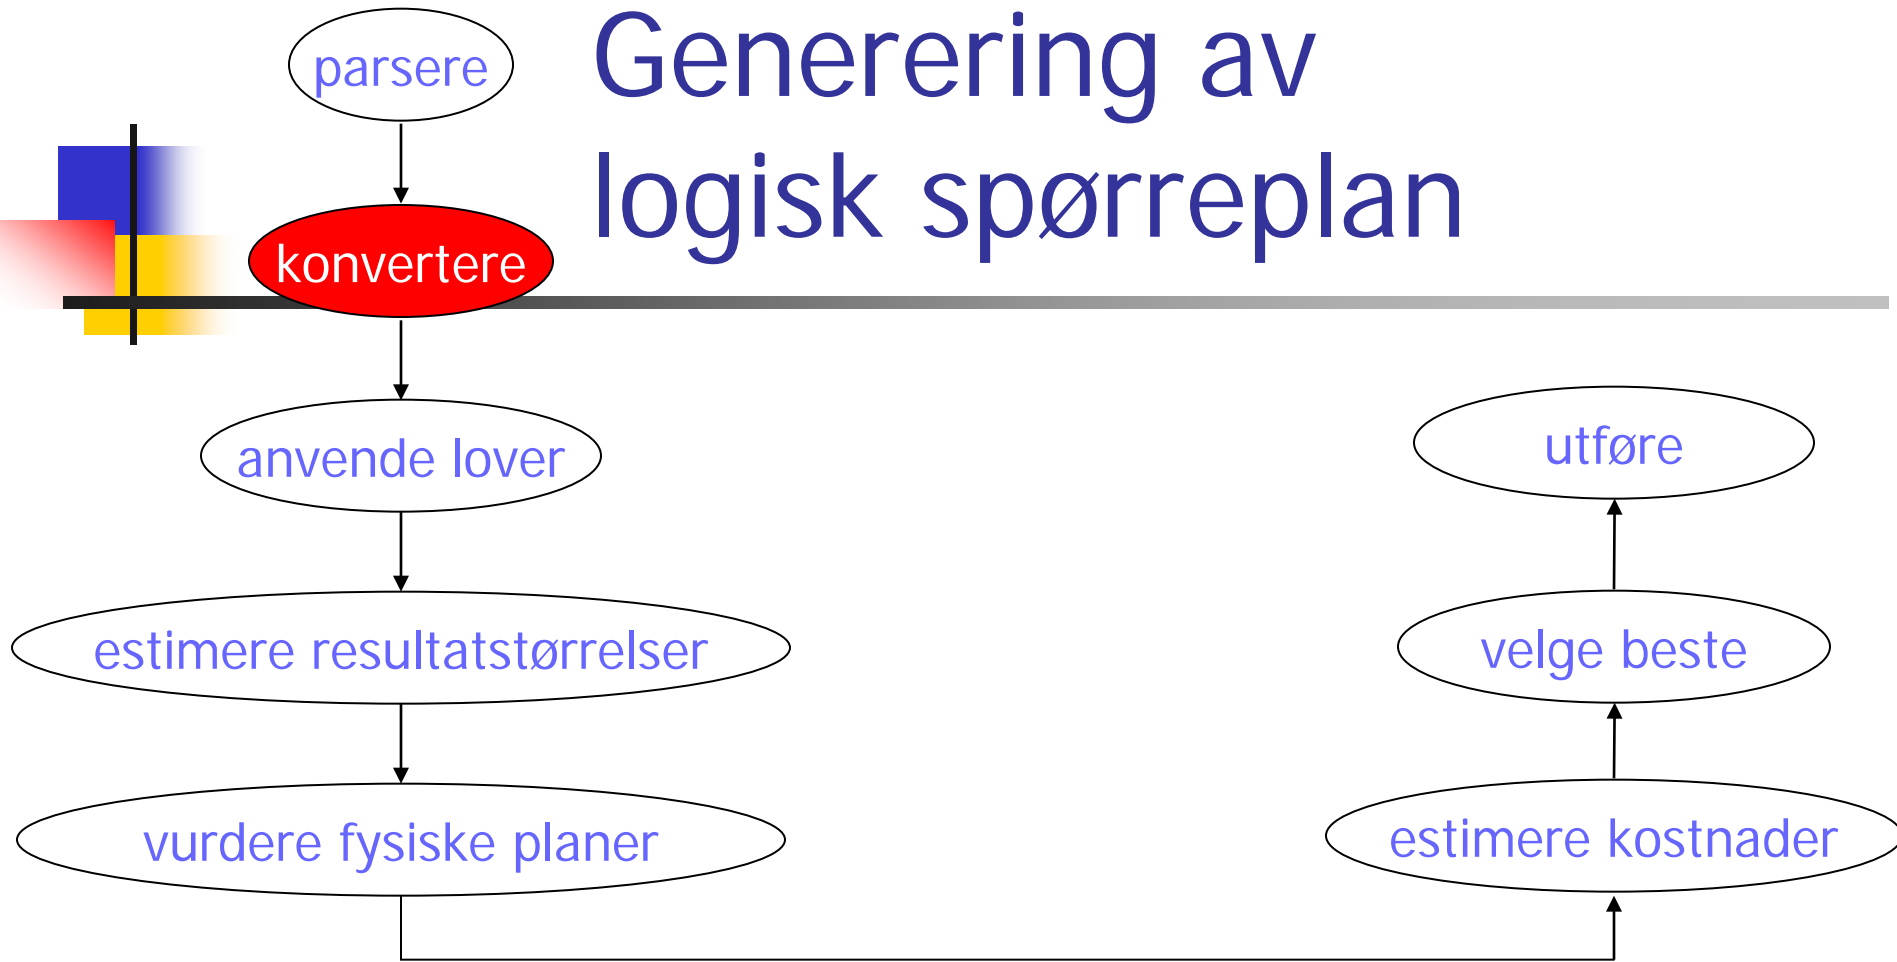 Generering av
logisk spørreplan
parsere
konvertere
anvende lover
estimere resultatstørrelser
vurdere fysiske planer
estimere kostnader
velge beste
utføre